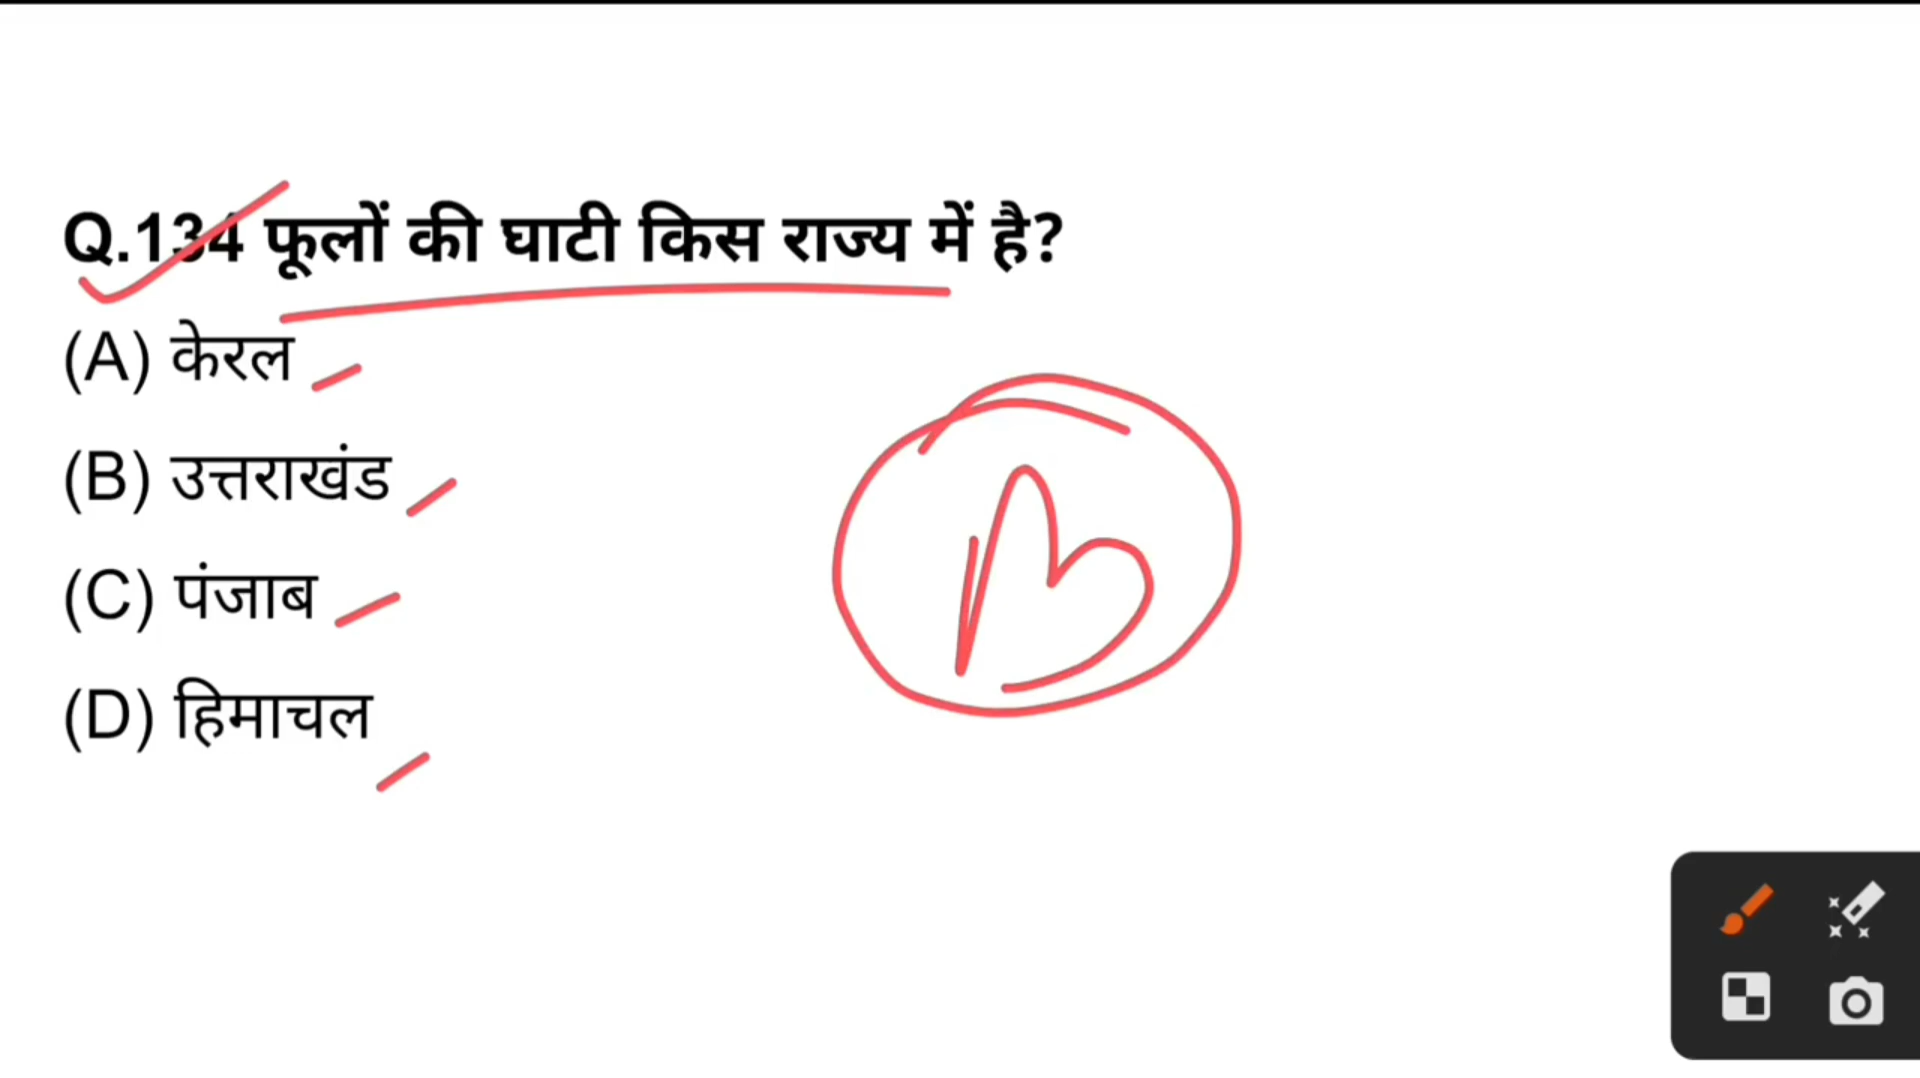 Q.134 फूलों की घाटी किस राज्य में है?
(A) केरल
(B) उत्तराखंड
(C) पंजाब
(D) हिमाचल
B